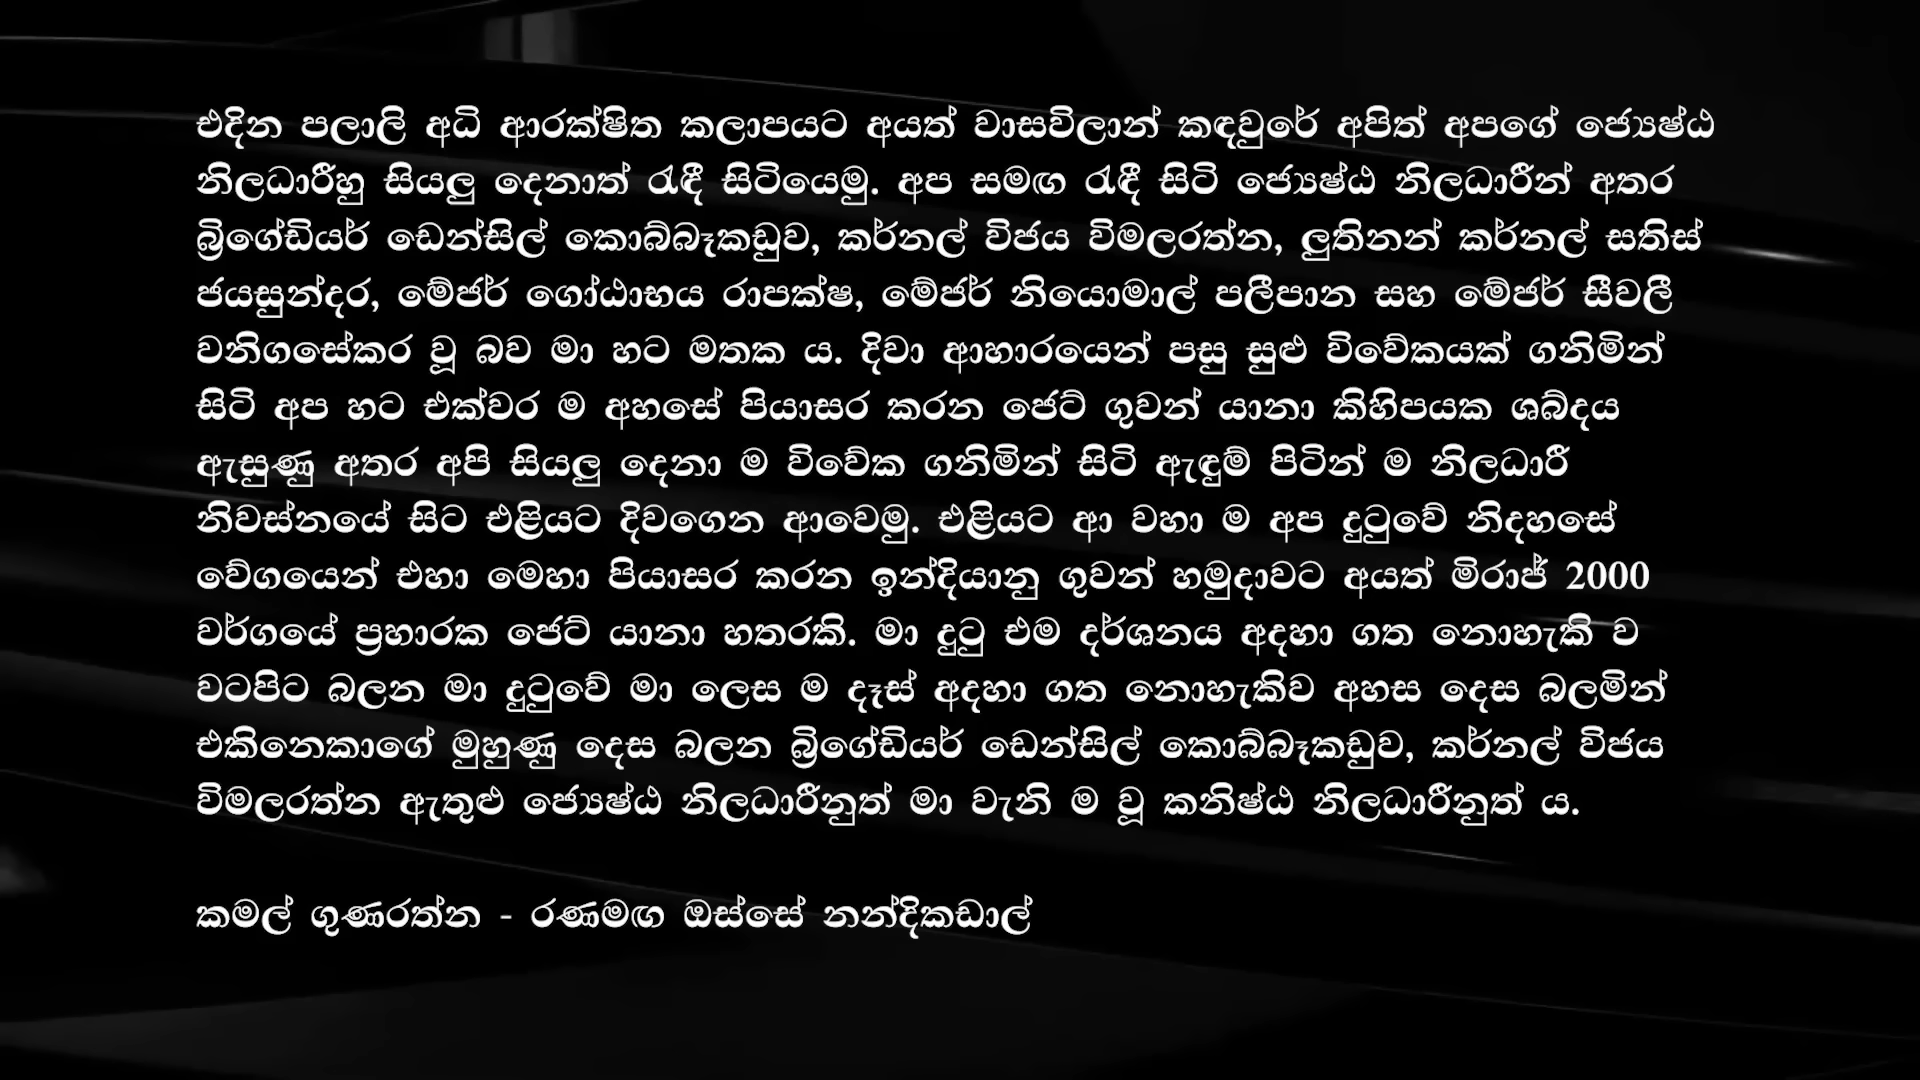 එදින පලාලි අධි ආරක්ෂිත කලාපයට අයත් වාසවිලාන් කඳවුරේ අපිත් අපගේ ජ්‍යෙෂ්ඨ
නිලධාරීහු සියලු දෙනාත් රැඳී සිටියෙමු. අප සමඟ රැඳී සිටි ජ්‍යෙෂ්ඨ නිලධාරීන් අතර
බ්‍රිගේඩියර් ඩෙන්සිල් කොබ්බෑකඩුව, කර්නල් විජය විමලරත්න, ලුතිනන් කර්නල් සතිස්
ජයසුන්දර, මේජර් ගෝඨාභය රාපක්ෂ, මේජර් නියොමාල් පලීපාන සහ මේජර් සීවලී
වනිගසේකර වූ බව මා හට මතක ය. දිවා ආහාරයෙන් පසු සුළු විවේකයක් ගනිමින්
සිටි අප හට එක්වර ම අහසේ පියාසර කරන ජෙට් ගුවන් යානා කිහිපයක ශබ්දය
ඇසුණු අතර අපි සියලු දෙනා ම විවේක ගනිමින් සිටි ඇඳුම් පිටින් ම නිලධාරී
නිවස්නයේ සිට එළියට දිවගෙන ආවෙමු. එළියට ආ වහා ම අප දුටුවේ නිදහසේ
වේගයෙන් එහා මෙහා පියාසර කරන ඉන්දියානු ගුවන් හමුදාවට අයත් මිරාජ් 2000
වර්ගයේ ප්‍රහාරක ජෙට් යානා හතරකි. මා දුටු එම දර්ශනය අදහා ගත නොහැකි ව
වටපිට බලන මා දුටුවේ මා ලෙස ම දෑස් අදහා ගත නොහැකිව අහස දෙස බලමින්
එකිනෙකාගේ මුහුණු දෙස බලන බ්‍රිගේඩියර් ඩෙන්සිල් කොබ්බෑකඩුව, කර්නල් විජය
විමලරත්න ඇතුළු ජ්‍යෙෂ්ඨ නිලධාරීනුත් මා වැනි ම වූ කනිෂ්ඨ නිලධාරීනුත් ය.
කමල් ගුණරත්න - රණමඟ ඔස්සේ නන්දිකඩාල්